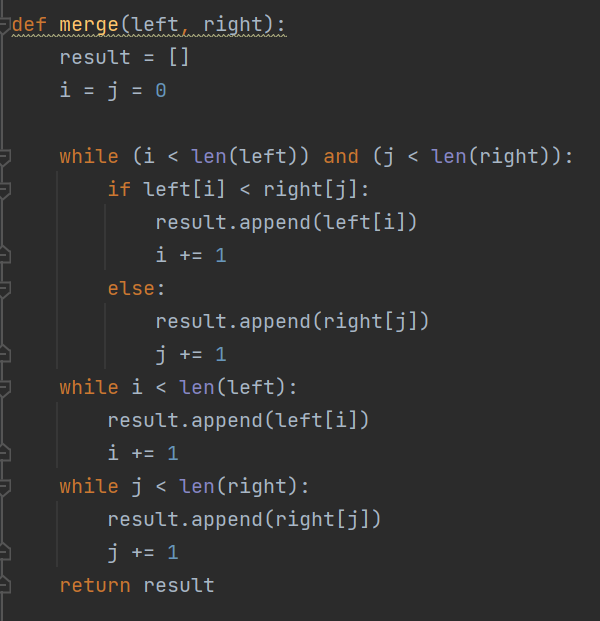 def merge(left, right):
    result = []
    i = j = 0

    while (i < len(left)) and (j < len(right)):
        if left[i] < right[j]:
            result.append(left[i])
            i += 1
        else:
            result.append(right[j])
            j += 1
    while i < len(left):
        result.append(left[i])
        i += 1
    while j < len(right):
        result.append(right[j])
        j += 1
    return result